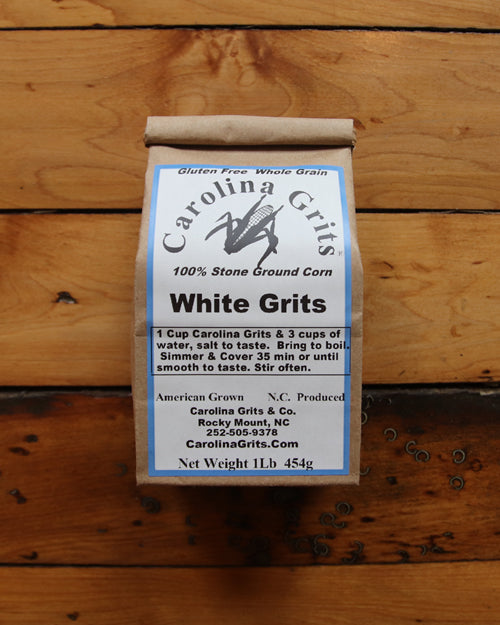 Gluten Free Whole Grain
Carolina Grits
100% Stone Ground Corn
White Grits
1 Cup Carolina Grits & 3 cups of
water, salt to taste. Bring to boil.
Simmer & Cover 35 min or until
smooth to taste. Stir often.
American Grown N.C. Produced
Carolina Grits & Co.
Rocky Mount, NC
252-505-9378
CarolinaGrits.Com
Net Weight 1Lb 454g